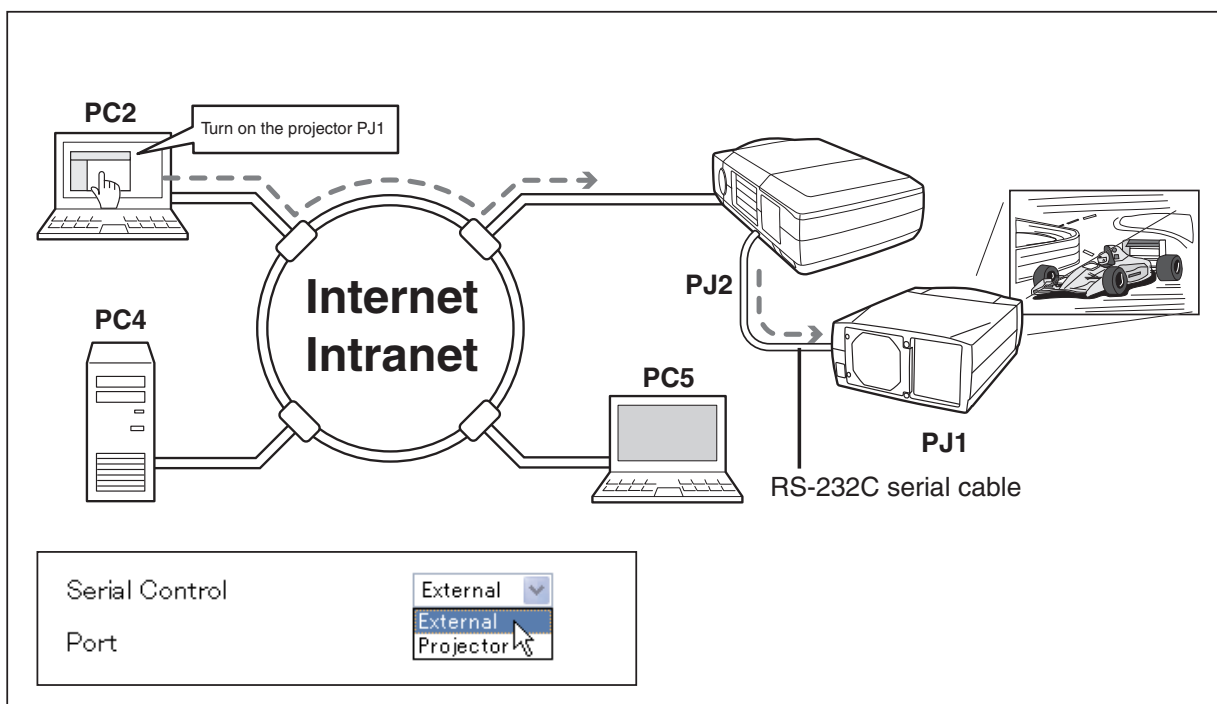 PC2
Turn on the projector PJ1
Internet
Intranet
PJ2
PC4
PC5
PJ1
RS-232C serial cable
Serial Control
External
External
Port
Projector